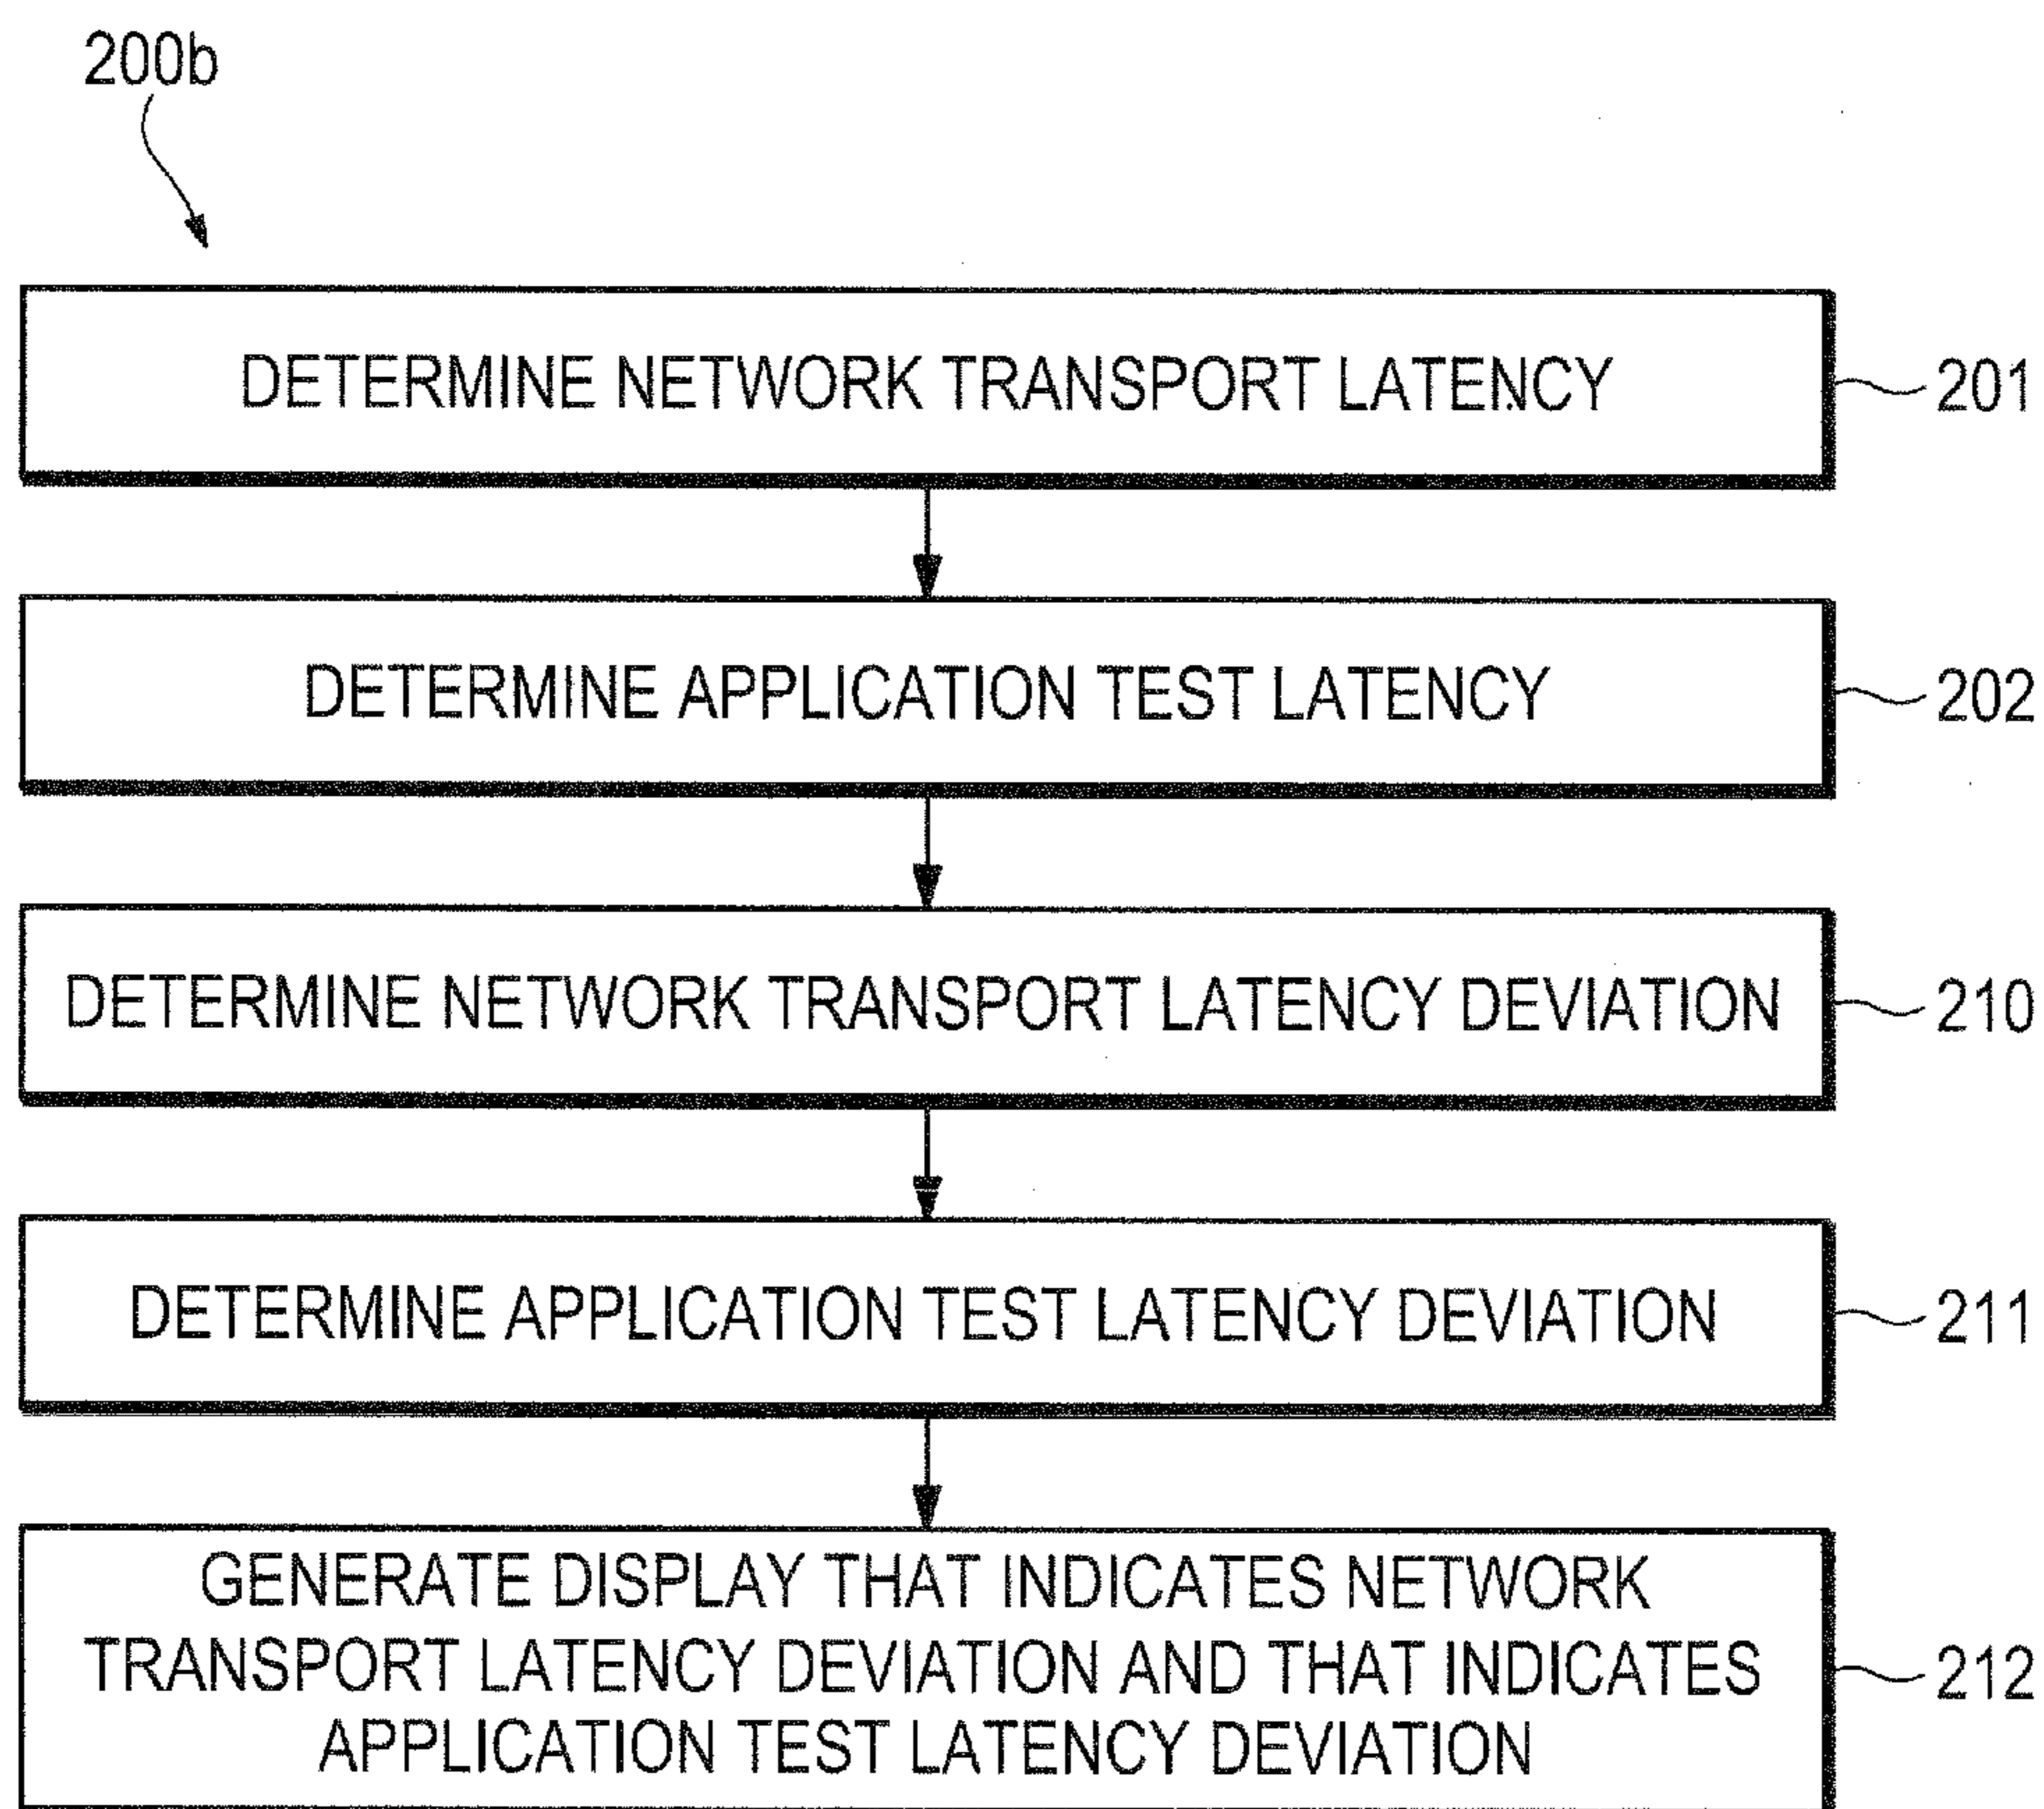 200b
DETERMINE NETWORK TRANSPORT LATENCY
201
DETERMINE APPLICATION TEST LATENCY
202
DETERMINE NETWORK TRANSPORT LATENCY DEVIATION
210
DETERMINE APPLICATION TEST LATENCY DEVIATION
211
GENERATE DISPLAY THAT INDICATES NETWORK
TRANSPORT LATENCY DEVIATION AND THAT INDICATES
APPLICATION TEST LATENCY DEVIATION
212